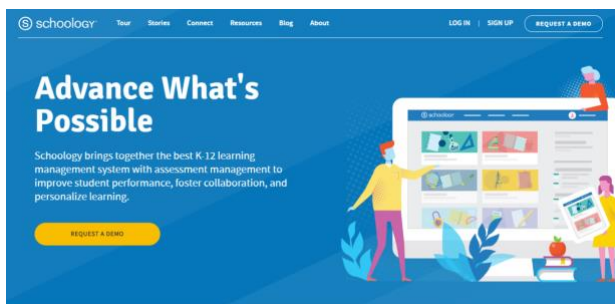 schoology Tour Stories Connect Resources Blog About LOG IN | SIGN UP REQUEST A DEMO
Advance What's
Possible
Schoology brings together the best K-12 learning
management system with assessment management to
improve student performance, foster collaboration, and
personalize learning.
REQUEST A DEMO
schoology